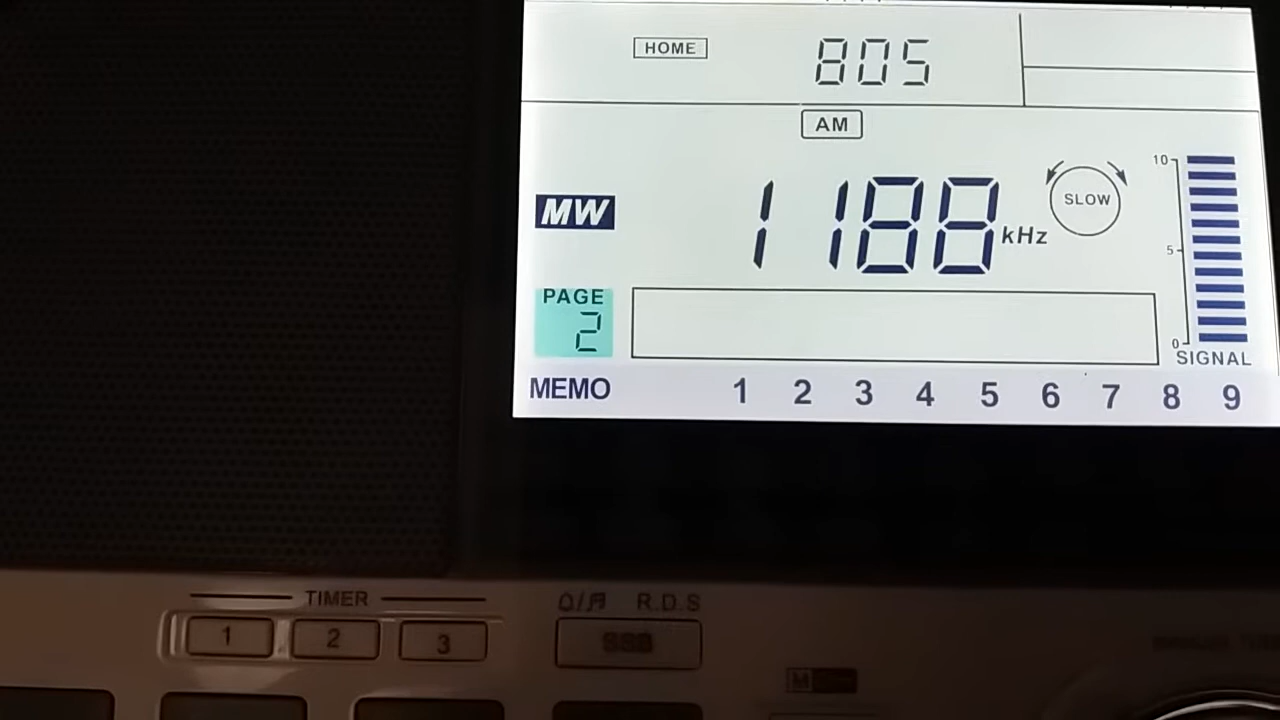 HOME 805
AM
10
MW 1188 kHz SLOW
5
PAGE
2
0
SIGNAL
MEMO 1 2 3 4 5 6 7 8 9
TIMER R.D.S
1 2 3 SSB
M